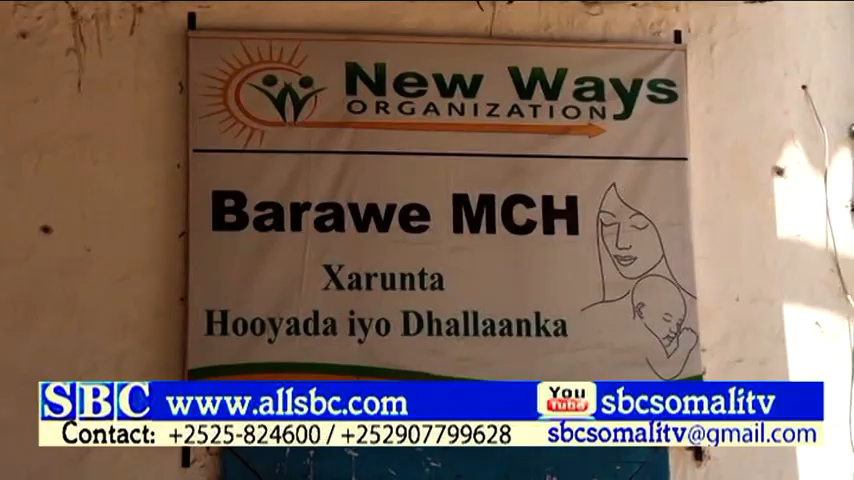 New Ways
ORGANIZATION
Barawe MCH
Xarunta
Hooyada iyo Dhallaanka
SBC www.allsbc.com You Tube sbcsomalitv
Contact: +2525-824600 / +252907799628 sbcsomalitv@gmail.com